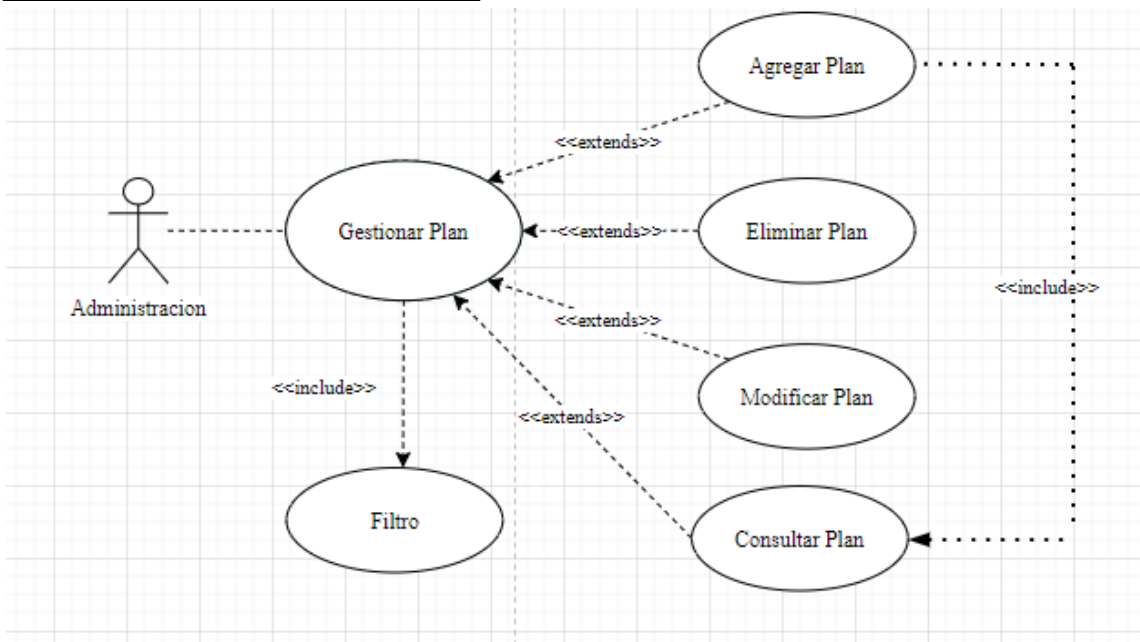 Agregar Plan
<<extends>>
Gestionar Plan
<<extends>>
Eliminar Plan
Administracion
<<include>>
<<extends>>
<<include>>
Modificar Plan
<<extends>>
Filtro
Consultar Plan